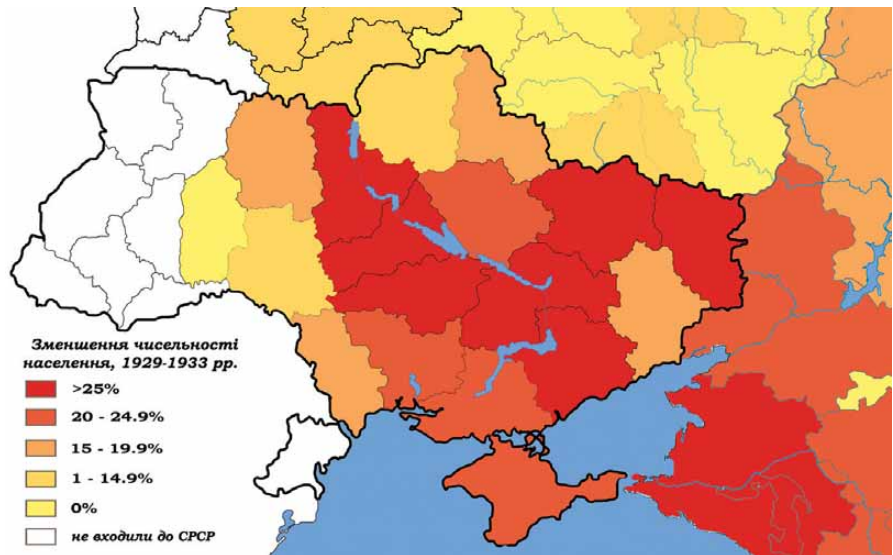 Зменшення чисельності
населення, 1929-1933 рр.
>25%
20 - 24.9%
15 - 19.9%
1 - 14.9%
0%
не входили до СРСР